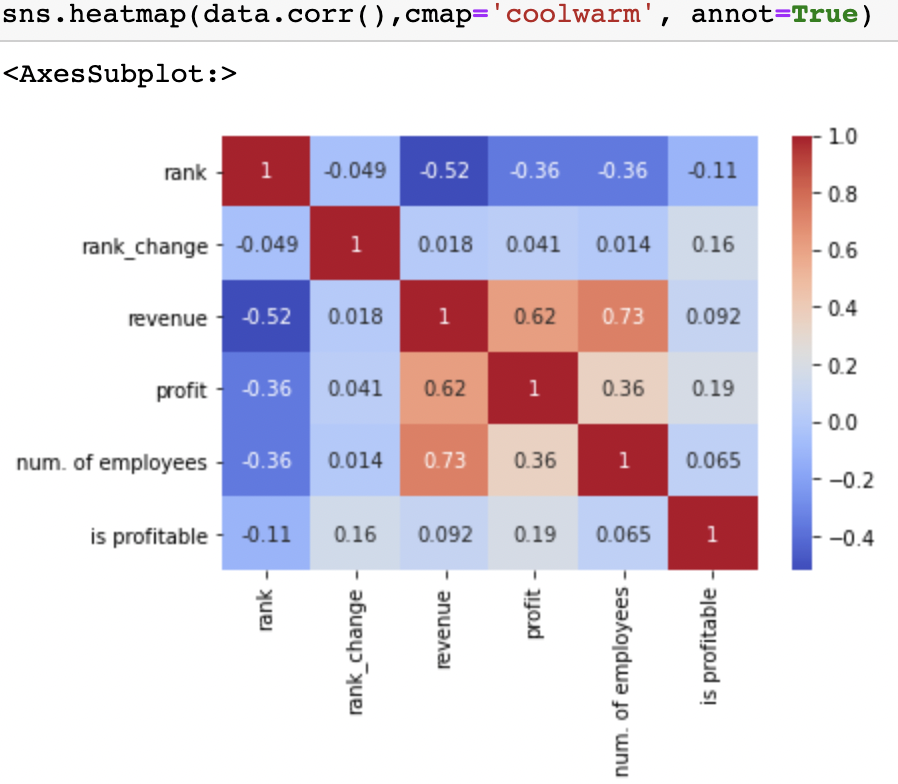 sns.heatmap(data.corr(),cmap='coolwarm', annot=True)
<AxesSubplot:>
1.0
rank 1 -0.049 -0.52 -0.36 -0.36 -0.11
0.8
rank_change -0.049 1 0.018 0.041 0.014 0.16
0.6
revenue -0.52 0.018 1 0.62 0.73 0.092
0.4
0.2
profit -0.36 0.041 0.62 1 0.36 0.19
0.0
num. of employees -0.36 0.014 0.73 0.36 1 0.065
−0.2
is profitable -0.11 0.16 0.092 0.19 0.065 1
−0.4
rank
rank_change
revenue
profit
num. of employees
is profitable